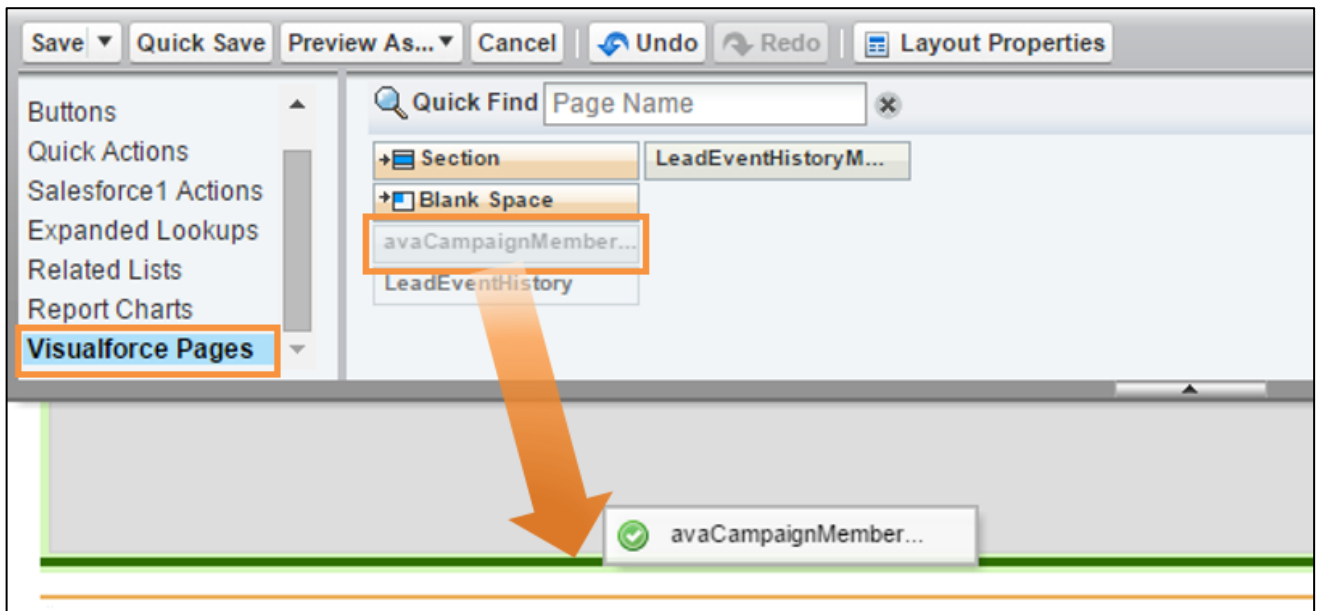 Save Quick Save Preview As... Cancel Undo Redo Layout Properties
Buttons
Quick Actions
Salesforce1 Actions
Expanded Lookups
Related Lists
Report Charts
Visualforce Pages
Quick Find Page Name
Section LeadEventHistoryM...
Blank Space
avaCampaignMember...
LeadEventHistory
avaCampaignMember...